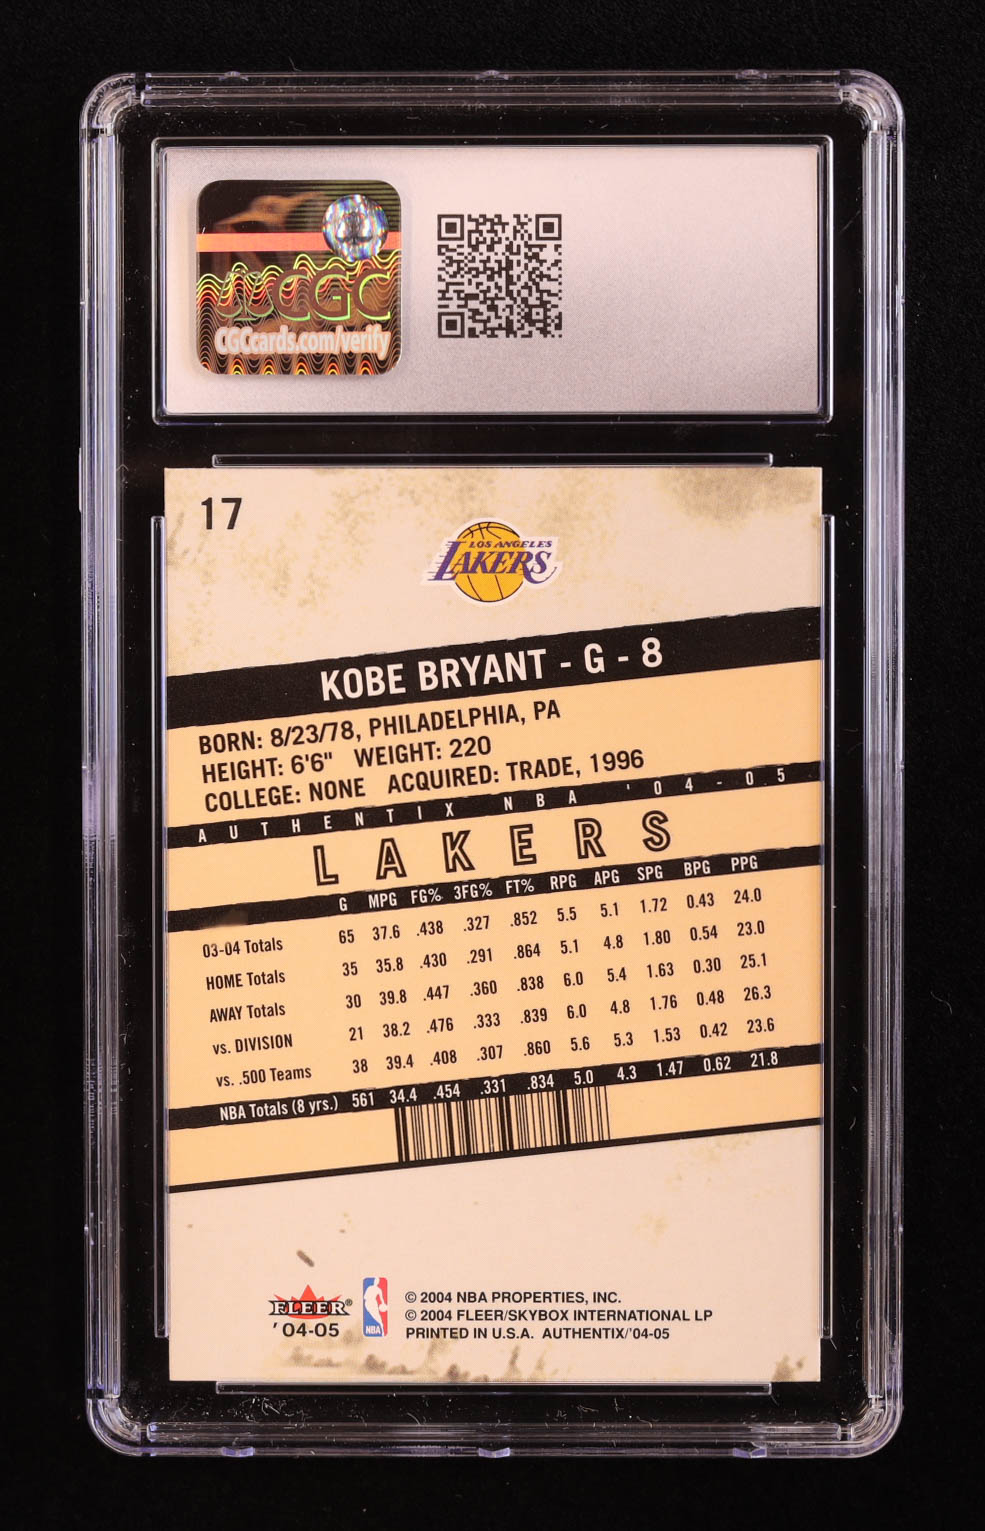 CGC
CGCcards.com/verify
17
LOS ANGELES
LAKERS
KOBE BRYANT - G - 8
BORN: 8/23/78, PHILADELPHIA, PA
HEIGHT: 6'6" WEIGHT: 220
COLLEGE: NONE ACQUIRED: TRADE, 1996
AUTHENTIX NBA '04-05
LAKERS
G MPG FG% 3FG% FT% RPG APG SPG BPG PPG
03-04 Totals 65 37.6 .438 .327 .852 5.5 5.1 1.72 0.43 24.0
HOME Totals 35 35.8 .430 .291 .864 5.1 4.8 1.80 0.54 23.0
AWAY Totals 30 39.8 .447 .360 .838 6.0 5.4 1.63 0.30 25.1
vs. DIVISION 21 38.2 .476 .333 .839 6.0 4.8 1.76 0.48 26.3
vs. .500 Teams 38 39.4 .408 .307 .860 5.6 5.3 1.53 0.42 23.6
NBA Totals (8 yrs.) 561 34.4 .454 .331 .834 5.0 4.3 1.47 0.62 21.8
FLEER®
'04-05
NBA
© 2004 NBA PROPERTIES, INC.
© 2004 FLEER/SKYBOX INTERNATIONAL LP
PRINTED IN U.S.A. AUTHENTIX/'04-05